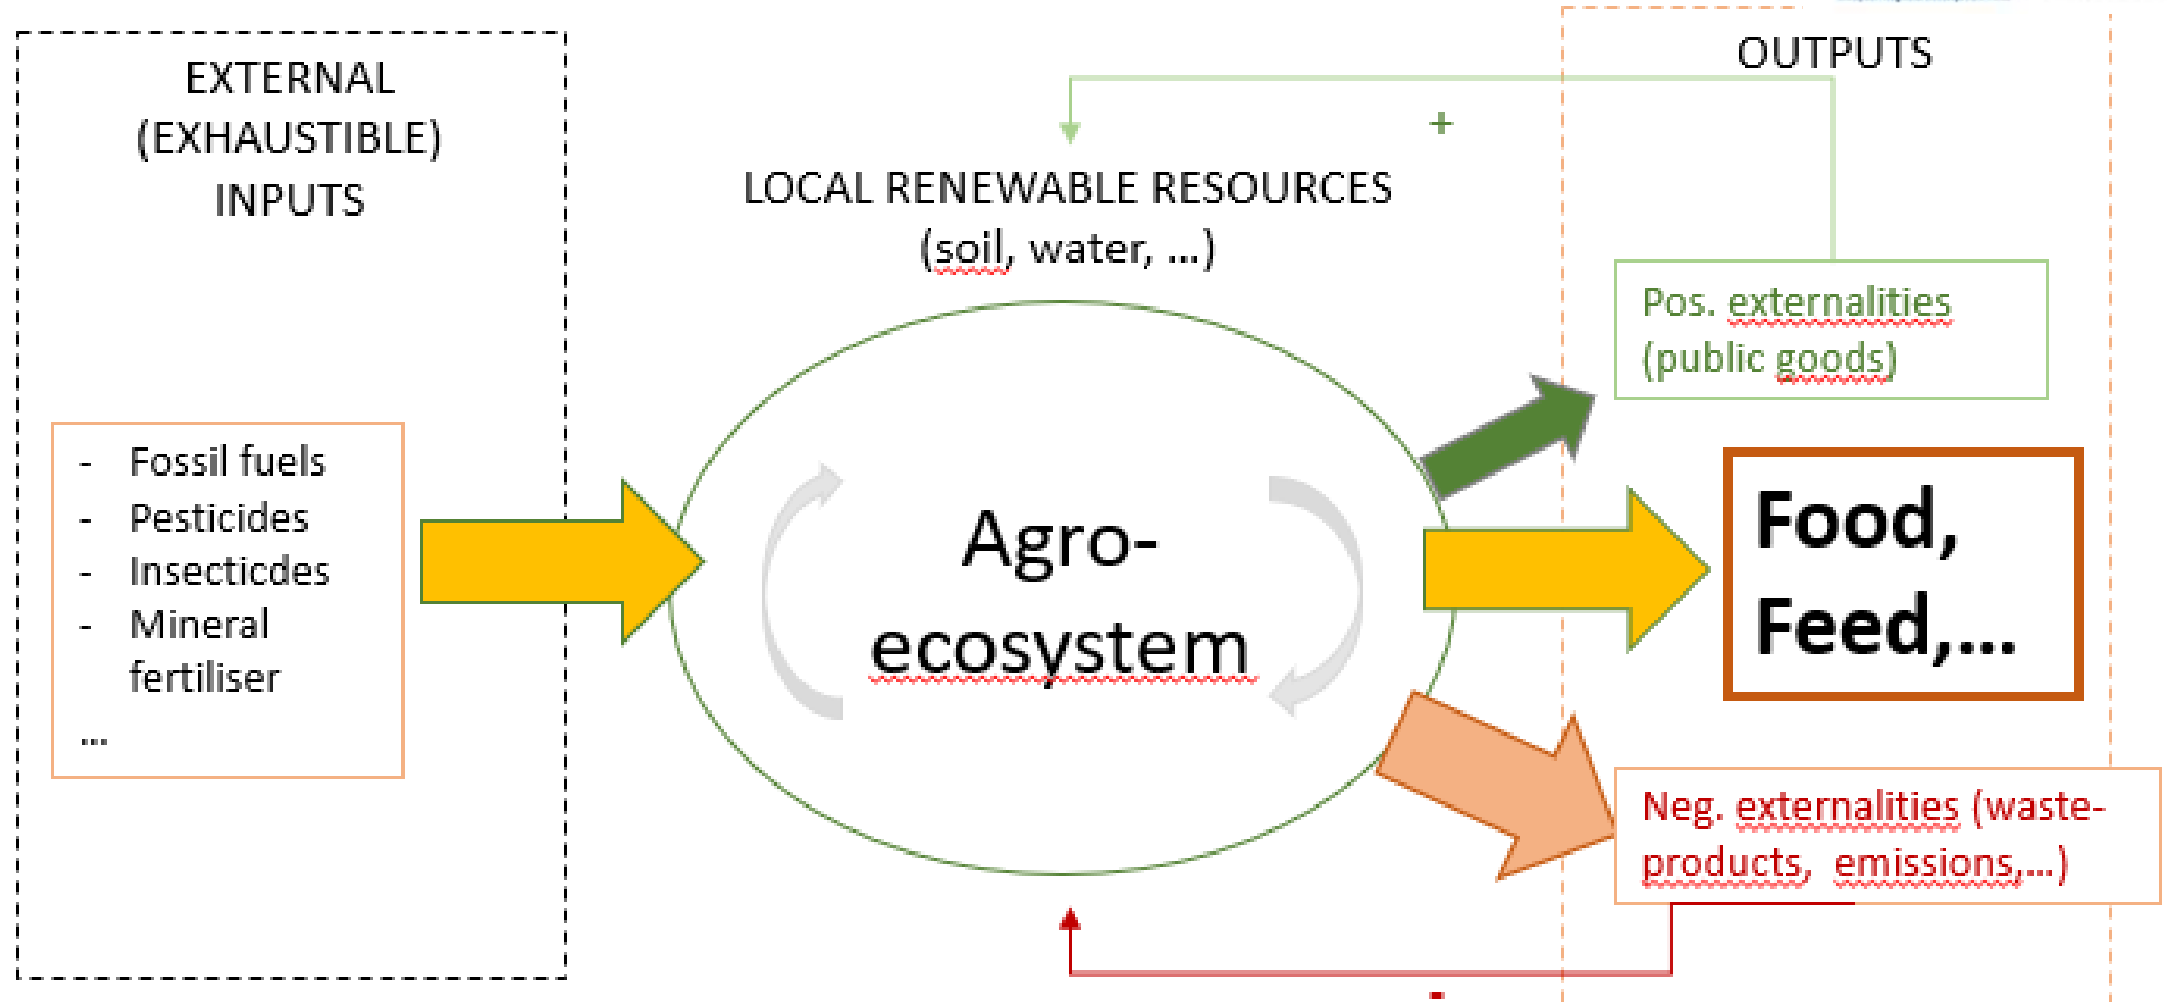 EXTERNAL
(EXHAUSTIBLE)
INPUTS
- Fossil fuels
- Pesticides
- Insecticdes
- Mineral
fertiliser
...
LOCAL RENEWABLE RESOURCES
(soil, water, ...)
Agro-
ecosystem
OUTPUTS
+
Pos. externalities
(public goods)
Food,
Feed,...
Neg. externalities (waste-
products, emissions,...)
-